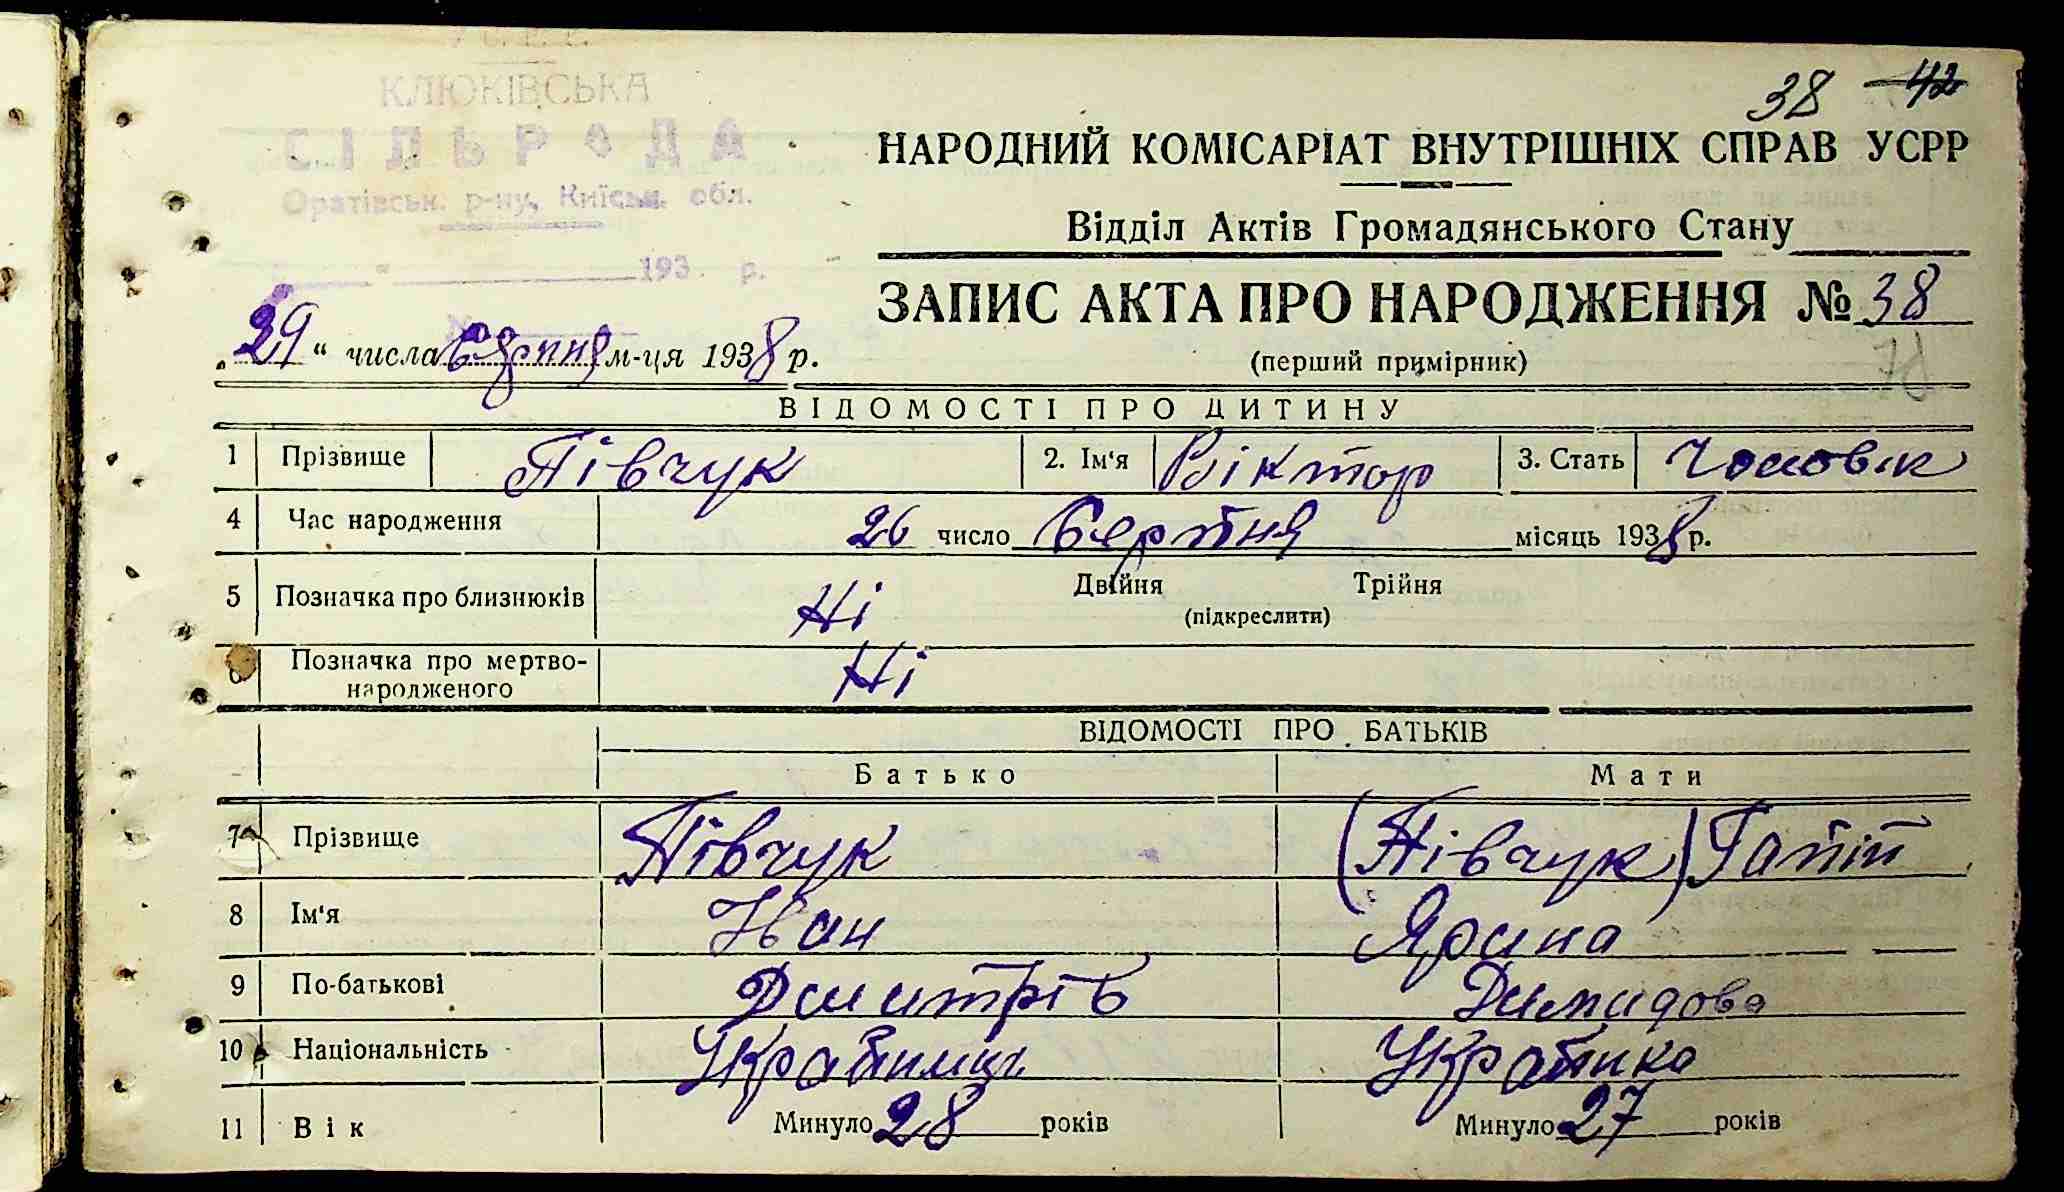 У С. Р. Р.
КЛЮКІВСЬКА
СІЛЬРАДА
Оратівськ. р-ну, Київськ. обл.
193 р.
№
38 42
НАРОДНИЙ КОМІСАРІАТ ВНУТРІШНІХ СПРАВ УСРР
Відділ Актів Громадянського Стану
ЗАПИС АКТА ПРО НАРОДЖЕННЯ № 38
„29“ числа серпня м-ця 1938 р.
(перший примірник)
ВІДОМОСТІ ПРО ДИТИНУ
1 Прізвище Півчук 2. Ім'я Віктор 3. Стать Чоловік
4 Час народження 26 число Серпня місяць 1938 р.
5 Позначка про близнюків Ні Двійня Трійня
(підкреслити)
6 Позначка про мертво-
народженого Ні
ВІДОМОСТІ ПРО БАТЬКІВ
Батько Мати
7 Прізвище Півчук (Півчук) Гапій
8 Ім'я Іван Ярина
9 По-батькові Дмитрів Димидова
10 Національність Українець Українка
11 Вік Минуло 28 років Минуло 27 років